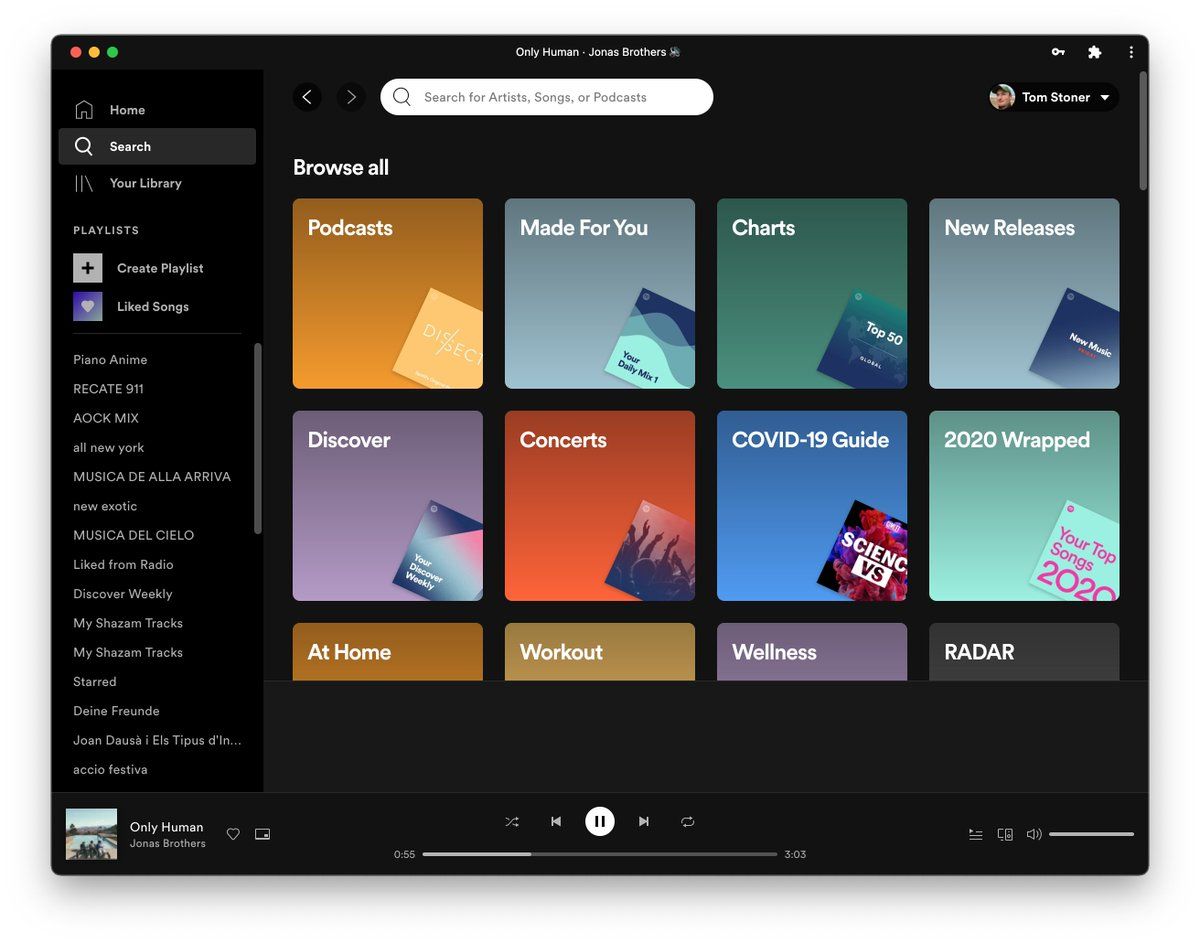 Only Human · Jonas Brothers 🔊
Home
Search
Your Library
PLAYLISTS
Create Playlist
Liked Songs
Piano Anime
RECATE 911
AOCK MIX
all new york
MUSICA DE ALLA ARRIVA
new exotic
MUSICA DEL CIELO
Liked from Radio
Discover Weekly
My Shazam Tracks
My Shazam Tracks
Starred
Deine Freunde
Joan Dausà i Els Tipus d'In...
accio festiva
Search for Artists, Songs, or Podcasts
Tom Stoner
Browse all
Podcasts
DISSECT
Made For You
Your
Daily Mix 1
Charts
Top 50
GLOBAL
New Releases
New Music
FRIDAY
Discover
Your
Discover
Weekly
Concerts
COVID-19 Guide
SCIENC
VS
2020 Wrapped
Your Top
Songs
2020
At Home
Workout
Wellness
RADAR
Only Human
Jonas Brothers
0:55
3:03